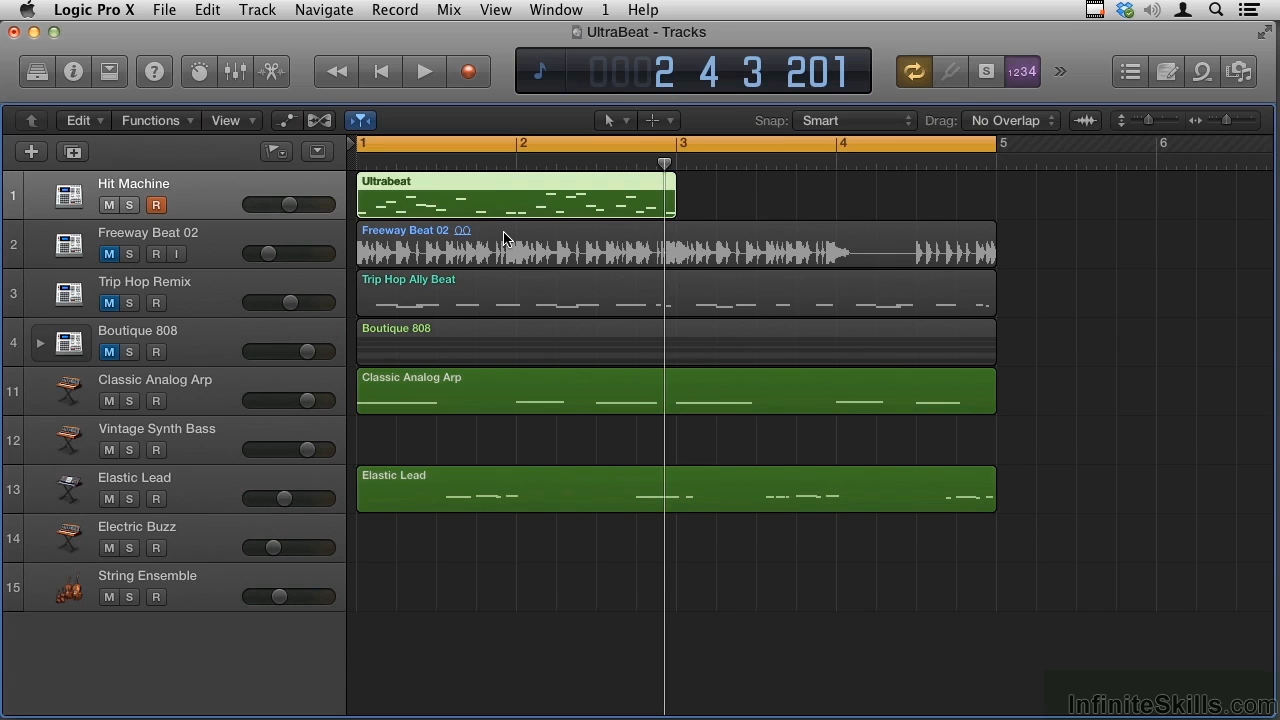 Logic Pro X File Edit Track Navigate Record Mix View Window 1 Help
UltraBeat - Tracks
0002 4 3 201 S 1234
Edit Functions View Snap: Smart Drag: No Overlap
1 2 3 4 5 6
1 Hit Machine M S R
Ultrabeat
2 Freeway Beat 02 M S R I
Freeway Beat 02
3 Trip Hop Remix M S R
Trip Hop Ally Beat
4 Boutique 808 M S R
Boutique 808
11 Classic Analog Arp M S R
Classic Analog Arp
12 Vintage Synth Bass M S R
13 Elastic Lead M S R
Elastic Lead
14 Electric Buzz M S R
15 String Ensemble M S R
InfiniteSkills.com